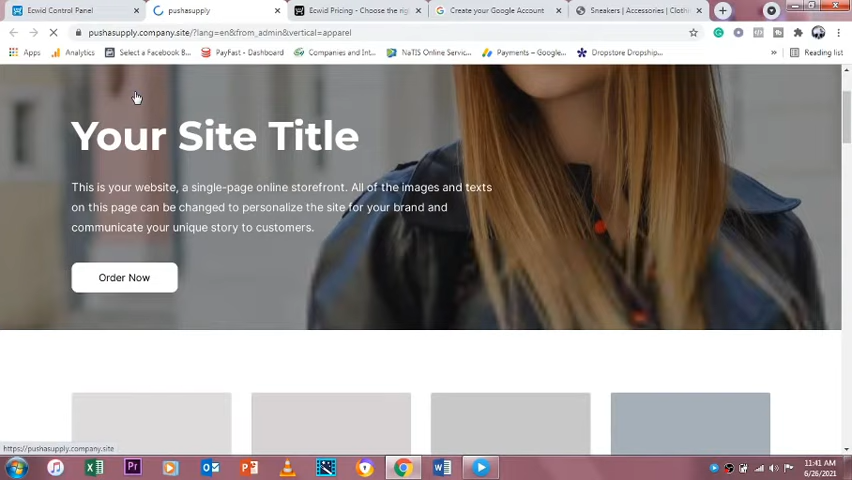 Ecwid Control Panel
pushasupply
Ecwid Pricing - Choose the rig
Create your Google Account
Sneakers | Accessories | Clothi
pushasupply.company.site/?lang=en&from_admin&vertical=apparel
Apps
Analytics
Select a Facebook B...
PayFast - Dashboard
Companies and Int...
NaTIS Online Servic...
Payments – Google...
Dropstore Dropship...
»
Reading list
Your Site Title
This is your website, a single-page online storefront. All of the images and texts
on this page can be changed to personalize the site for your brand and
communicate your unique story to customers.
Order Now
https://pushasupply.company.site
11:41 AM
6/26/2021